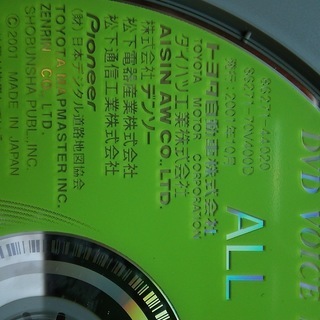 DVD VOICE
ALL
トヨタ自動車株式会社
TOYOTA MOTOR CORPORATION
ダイハツ工業株式会社
AISIN AW CO.,LTD.
株式会社デンソー
松下電器産業株式会社
松下通信工業株式会社
Pioneer
(財)日本デジタル道路地図協会
TOYOTA MAPMASTER INC.
ZENRIN CO., LTD.
SHOBUNSHA PUBL., INC.
©2001 MADE IN JAPAN